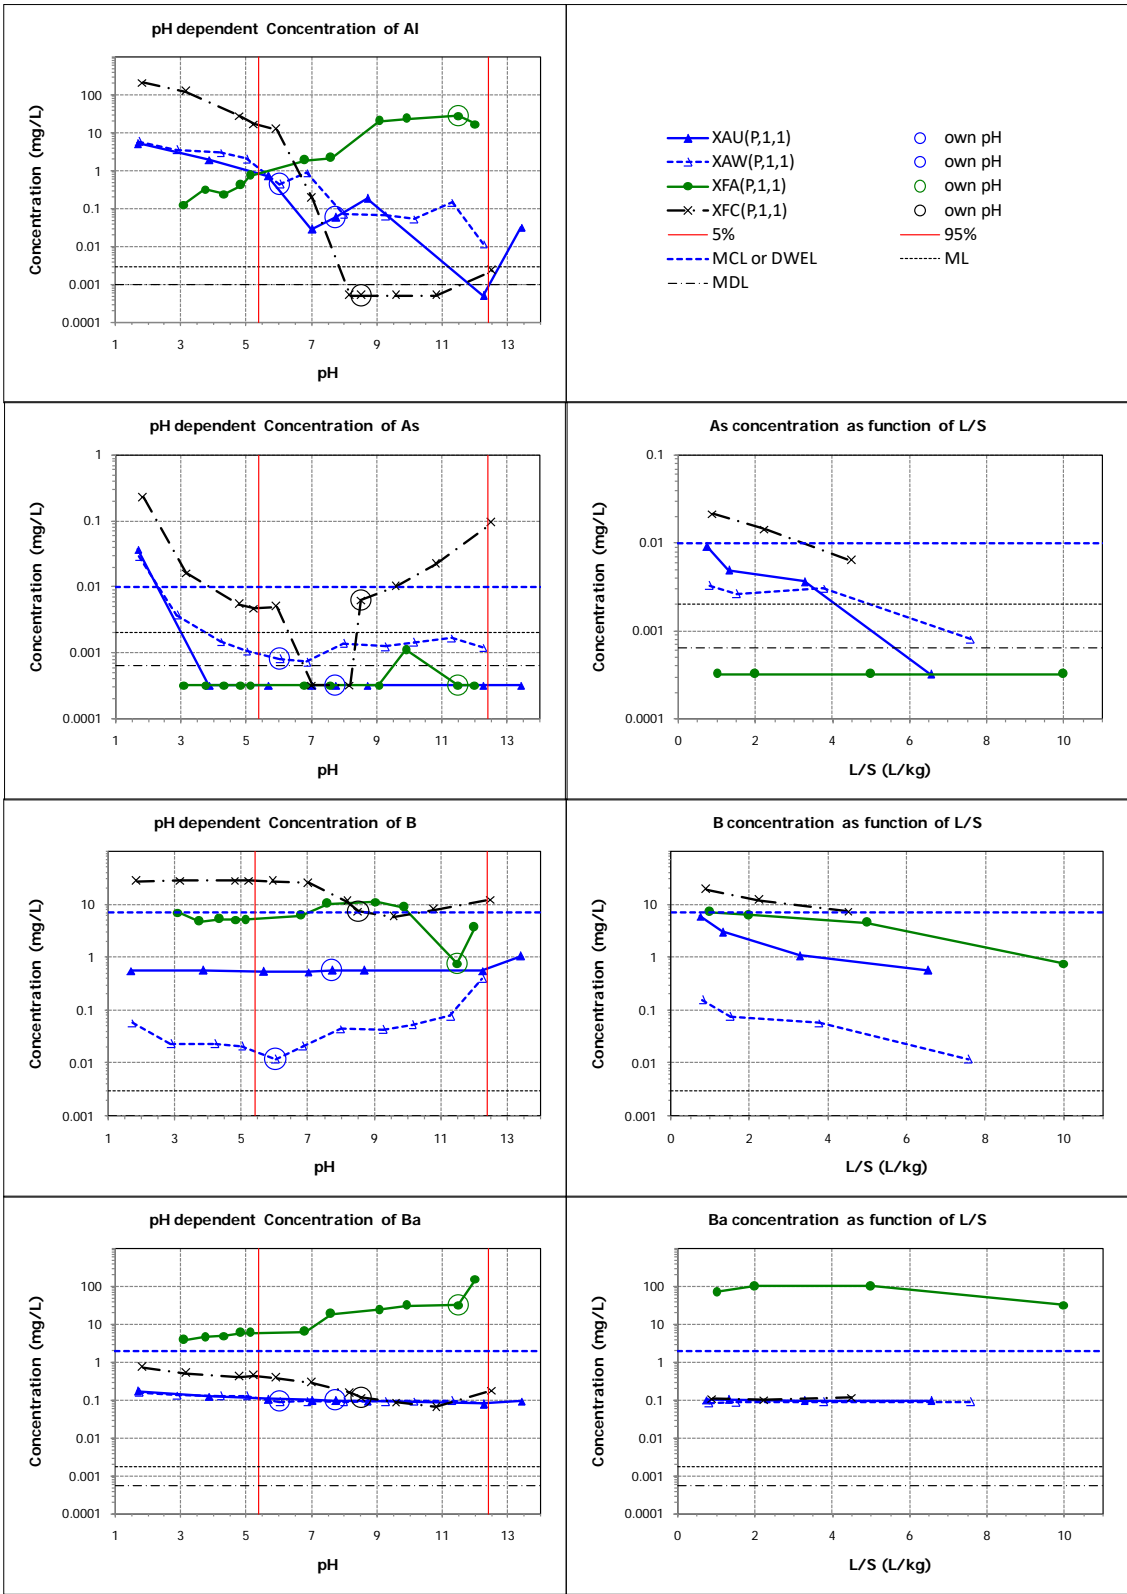 pH dependent Concentration of Al
Concentration (mg/L)
100
10
1
0.1
0.01
0.001
0.0001
1 3 5 7 9 11 13
pH
XAU(P,1,1) own pH
XAW(P,1,1) own pH
XFA(P,1,1) own pH
XFC(P,1,1) own pH
5% 95%
MCL or DWEL ML
MDL
pH dependent Concentration of As
Concentration (mg/L)
1
0.1
0.01
0.001
0.0001
1 3 5 7 9 11 13
pH
As concentration as function of L/S
Concentration (mg/L)
0.1
0.01
0.001
0.0001
0 2 4 6 8 10
L/S (L/kg)
pH dependent Concentration of B
Concentration (mg/L)
10
1
0.1
0.01
0.001
1 3 5 7 9 11 13
pH
B concentration as function of L/S
Concentration (mg/L)
10
1
0.1
0.01
0.001
0 2 4 6 8 10
L/S (L/kg)
pH dependent Concentration of Ba
Concentration (mg/L)
100
10
1
0.1
0.01
0.001
0.0001
1 3 5 7 9 11 13
pH
Ba concentration as function of L/S
Concentration (mg/L)
100
10
1
0.1
0.01
0.001
0.0001
0 2 4 6 8 10
L/S (L/kg)